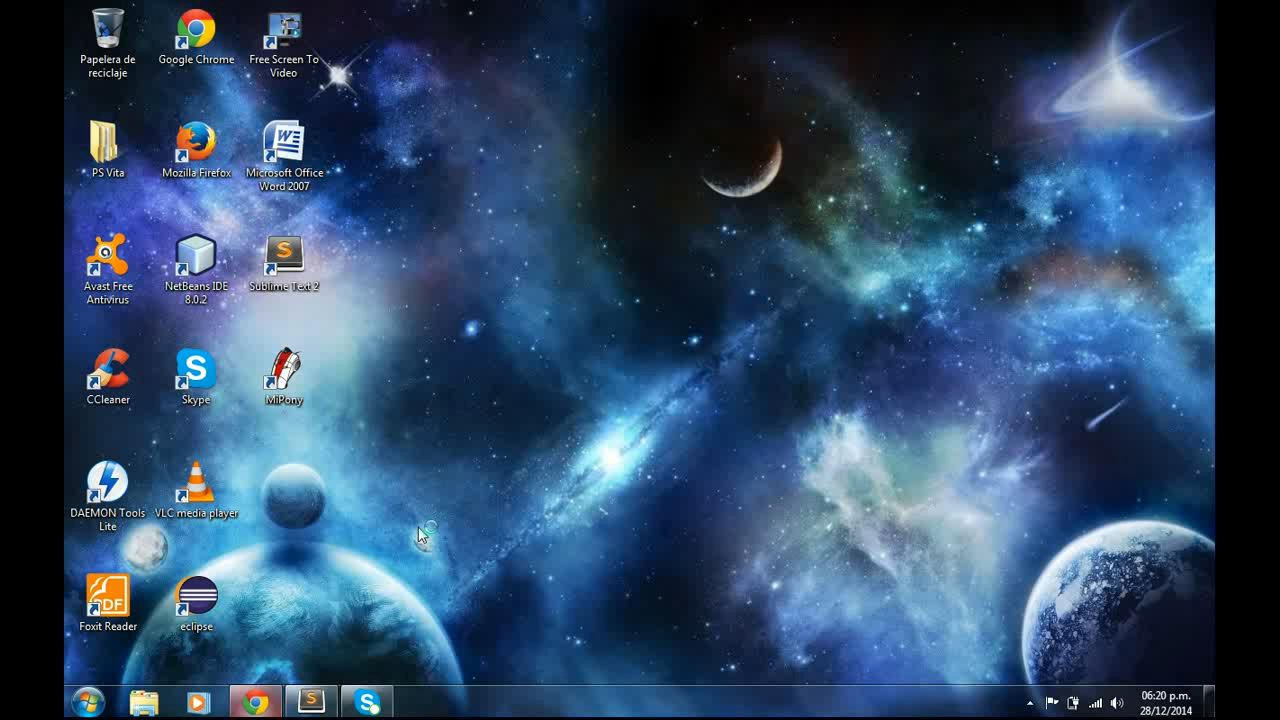 Papelera de
reciclaje
Google Chrome
Free Screen To
Video
PS Vita
Mozilla Firefox
Microsoft Office
Word 2007
Avast Free
Antivirus
NetBeans IDE
8.0.2
Sublime Text 2
CCleaner
Skype
MiPony
DAEMON Tools
Lite
VLC media player
PDF
Foxit Reader
eclipse
06:20 p.m.
28/12/2014